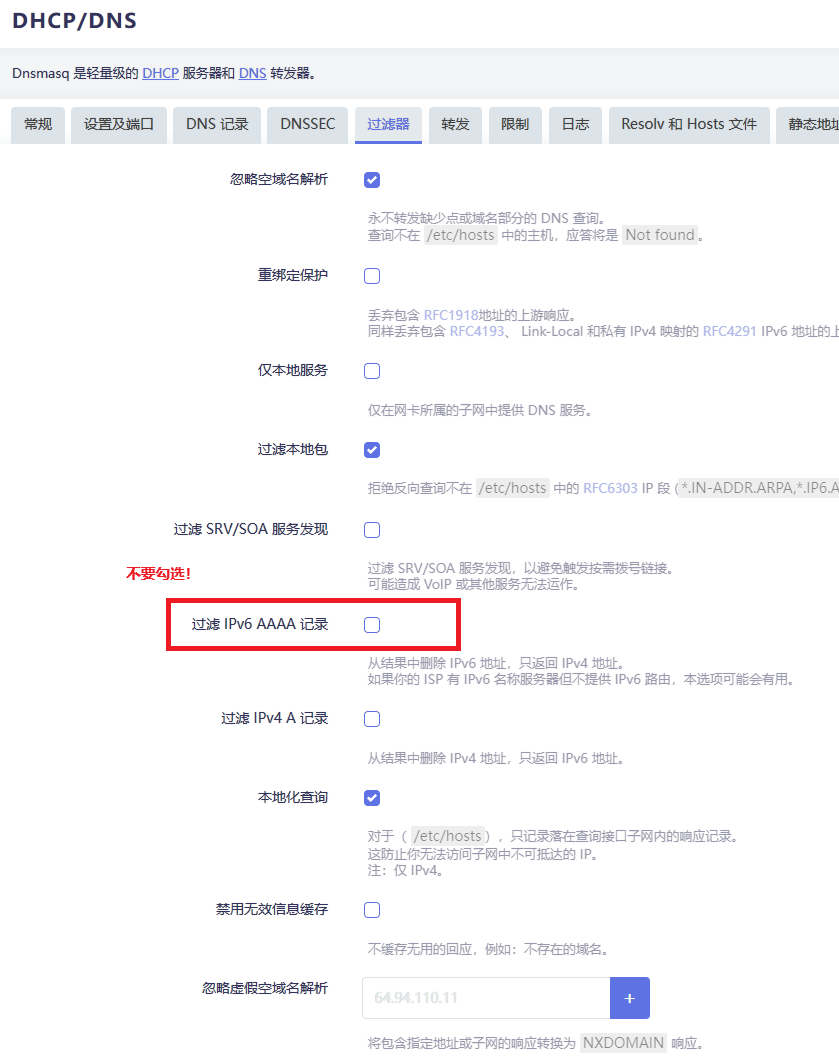 DHCP/DNS
Dnsmasq 是轻量级的 DHCP 服务器和 DNS 转发器。
常规 设置及端口 DNS 记录 DNSSEC 过滤器 转发 限制 日志 Resolv 和 Hosts 文件 静态地址
忽略空域名解析
永不转发缺少点或域名部分的 DNS 查询。
查询不在 /etc/hosts 中的主机，应答将是 Not found 。
重绑定保护
丢弃包含 RFC1918地址的上游响应。
同样丢弃包含 RFC4193、 Link-Local 和私有 IPv4 映射的 RFC4291 IPv6 地址的上
仅本地服务
仅在网卡所属的子网中提供 DNS 服务。
过滤本地包
拒绝反向查询不在 /etc/hosts 中的 RFC6303 IP 段 (*.IN-ADDR.ARPA,*.IP6.A
过滤 SRV/SOA 服务发现
过滤 SRV/SOA 服务发现，以避免触发按需拨号链接。
不要勾选！
可能造成 VoIP 或其他服务无法运作。
过滤 IPv6 AAAA 记录
从结果中删除 IPv6 地址，只返回 IPv4 地址。
如果你的 ISP 有 IPv6 名称服务器但不提供 IPv6 路由，本选项可能会有用。
过滤 IPv4 A 记录
从结果中删除 IPv4 地址，只返回 IPv6 地址。
本地化查询
对于（ /etc/hosts ），只记录落在查询接口子网内的响应记录。
这防止你无法访问子网中不可抵达的 IP。
注：仅 IPv4。
禁用无效信息缓存
不缓存无用的回应，例如：不存在的域名。
忽略虚假空域名解析
64.94.110.11 +
将包含指定地址或子网的响应转换为 NXDOMAIN 响应。